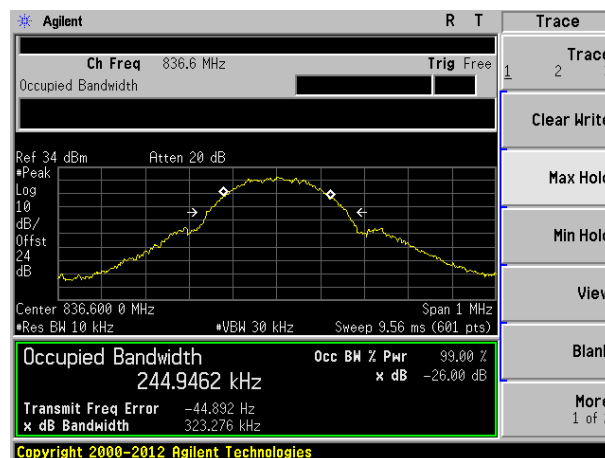 Agilent R T Trace
Ch Freq 836.6 MHz Trig Free
Occupied Bandwidth
Trace
1 2
Clear Write
Ref 34 dBm Atten 20 dB
#Peak
Log
10
dB/
Offst
24
dB
Max Hold
Min Hold
View
Center 836.600 0 MHz Span 1 MHz
#Res BW 10 kHz #VBW 30 kHz Sweep 9.56 ms (601 pts)
Occupied Bandwidth Occ BW % Pwr 99.00 %
244.9462 kHz x dB -26.00 dB
Blank
Transmit Freq Error -44.892 Hz
x dB Bandwidth 323.276 kHz
More
1 of
Copyright 2000-2012 Agilent Technologies